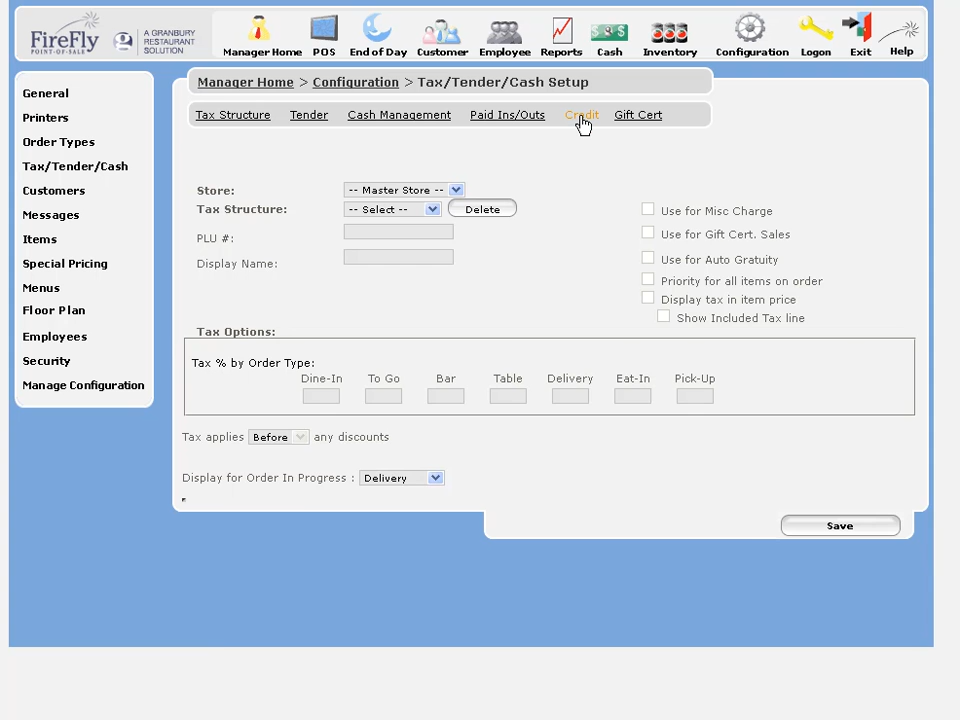 FireFly
POINT-OF-SALE
A GRANBURY
RESTAURANT
SOLUTION
Manager Home POS End of Day Customer Employee Reports Cash Inventory Configuration Logon Exit Help
General
Printers
Order Types
Tax/Tender/Cash
Customers
Messages
Items
Special Pricing
Menus
Floor Plan
Employees
Security
Manage Configuration
Manager Home > Configuration > Tax/Tender/Cash Setup
Tax Structure Tender Cash Management Paid Ins/Outs Credit Gift Cert
Store: -- Master Store --
Tax Structure: -- Select -- Delete
PLU #:
Display Name:
Use for Misc Charge
Use for Gift Cert. Sales
Use for Auto Gratuity
Priority for all items on order
Display tax in item price
Show Included Tax line
Tax Options:
Tax % by Order Type:
Dine-In To Go Bar Table Delivery Eat-In Pick-Up
Tax applies Before any discounts
Display for Order In Progress : Delivery
Save